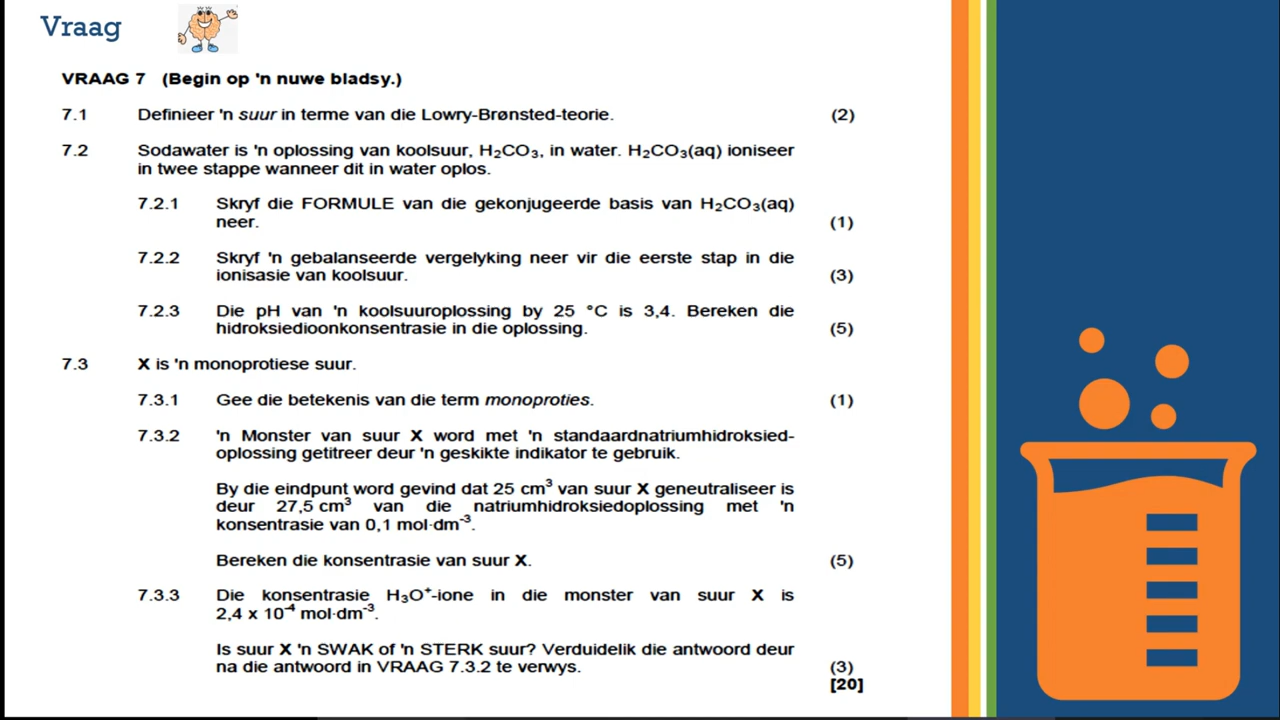 Vraag
VRAAG 7 (Begin op 'n nuwe bladsy.)
7.1 Definieer 'n suur in terme van die Lowry-Brønsted-teorie. (2)
7.2 Sodawater is 'n oplossing van koolsuur, H₂CO₃, in water. H₂CO₃(aq) ioniseer
in twee stappe wanneer dit in water oplos.
7.2.1 Skryf die FORMULE van die gekonjugeerde basis van H₂CO₃(aq)
neer. (1)
7.2.2 Skryf 'n gebalanseerde vergelyking neer vir die eerste stap in die
ionisasie van koolsuur. (3)
7.2.3 Die pH van 'n koolsuuroplossing by 25 °C is 3,4. Bereken die
hidroksiedioonkonsentrasie in die oplossing. (5)
7.3 X is 'n monoprotiese suur.
7.3.1 Gee die betekenis van die term monoproties. (1)
7.3.2 'n Monster van suur X word met 'n standaardnatriumhidroksied-
oplossing getitreer deur 'n geskikte indikator te gebruik.
By die eindpunt word gevind dat 25 cm³ van suur X geneutraliseer is
deur 27,5 cm³ van die natriumhidroksiedoplossing met 'n
konsentrasie van 0,1 mol·dm⁻³.
Bereken die konsentrasie van suur X. (5)
7.3.3 Die konsentrasie H₃O⁺-ione in die monster van suur X is
2,4 x 10⁻⁴ mol·dm⁻³.
Is suur X 'n SWAK of 'n STERK suur? Verduidelik die antwoord deur
na die antwoord in VRAAG 7.3.2 te verwys. (3)
[20]